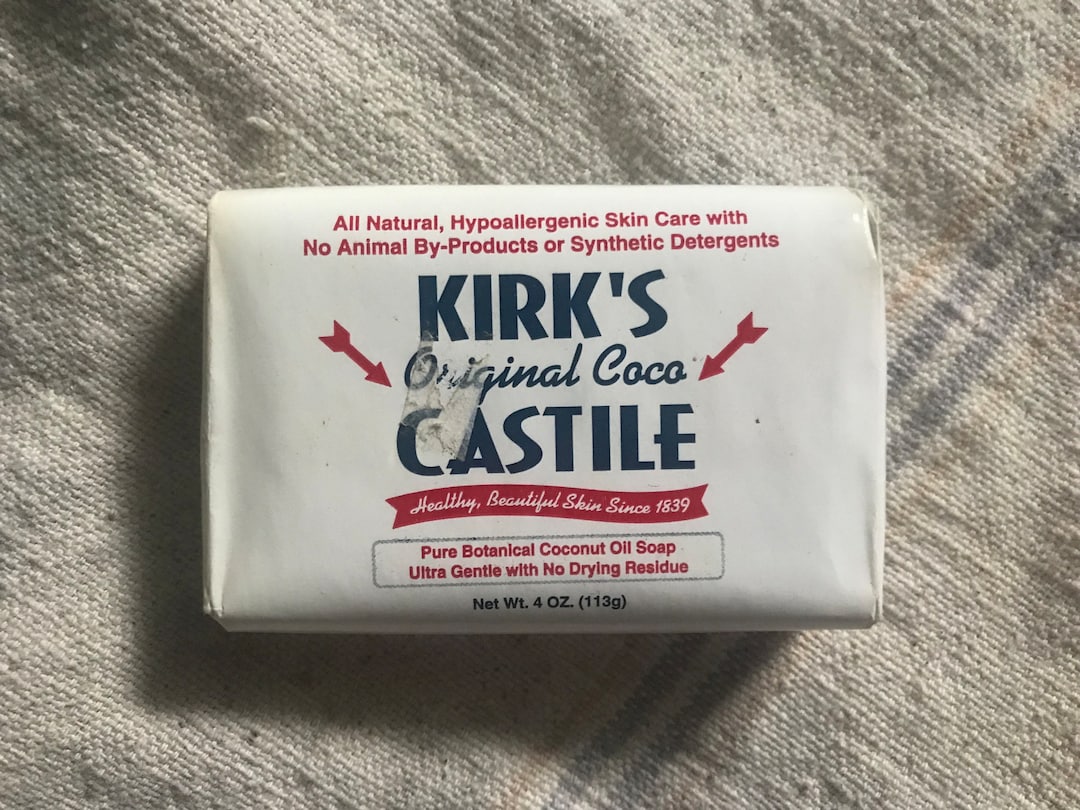 All Natural, Hypoallergenic Skin Care with
No Animal By-Products or Synthetic Detergents
KIRK'S
Original Coco
CASTILE
Healthy, Beautiful Skin Since 1839
Pure Botanical Coconut Oil Soap
Ultra Gentle with No Drying Residue
Net Wt. 4 OZ. (113g)